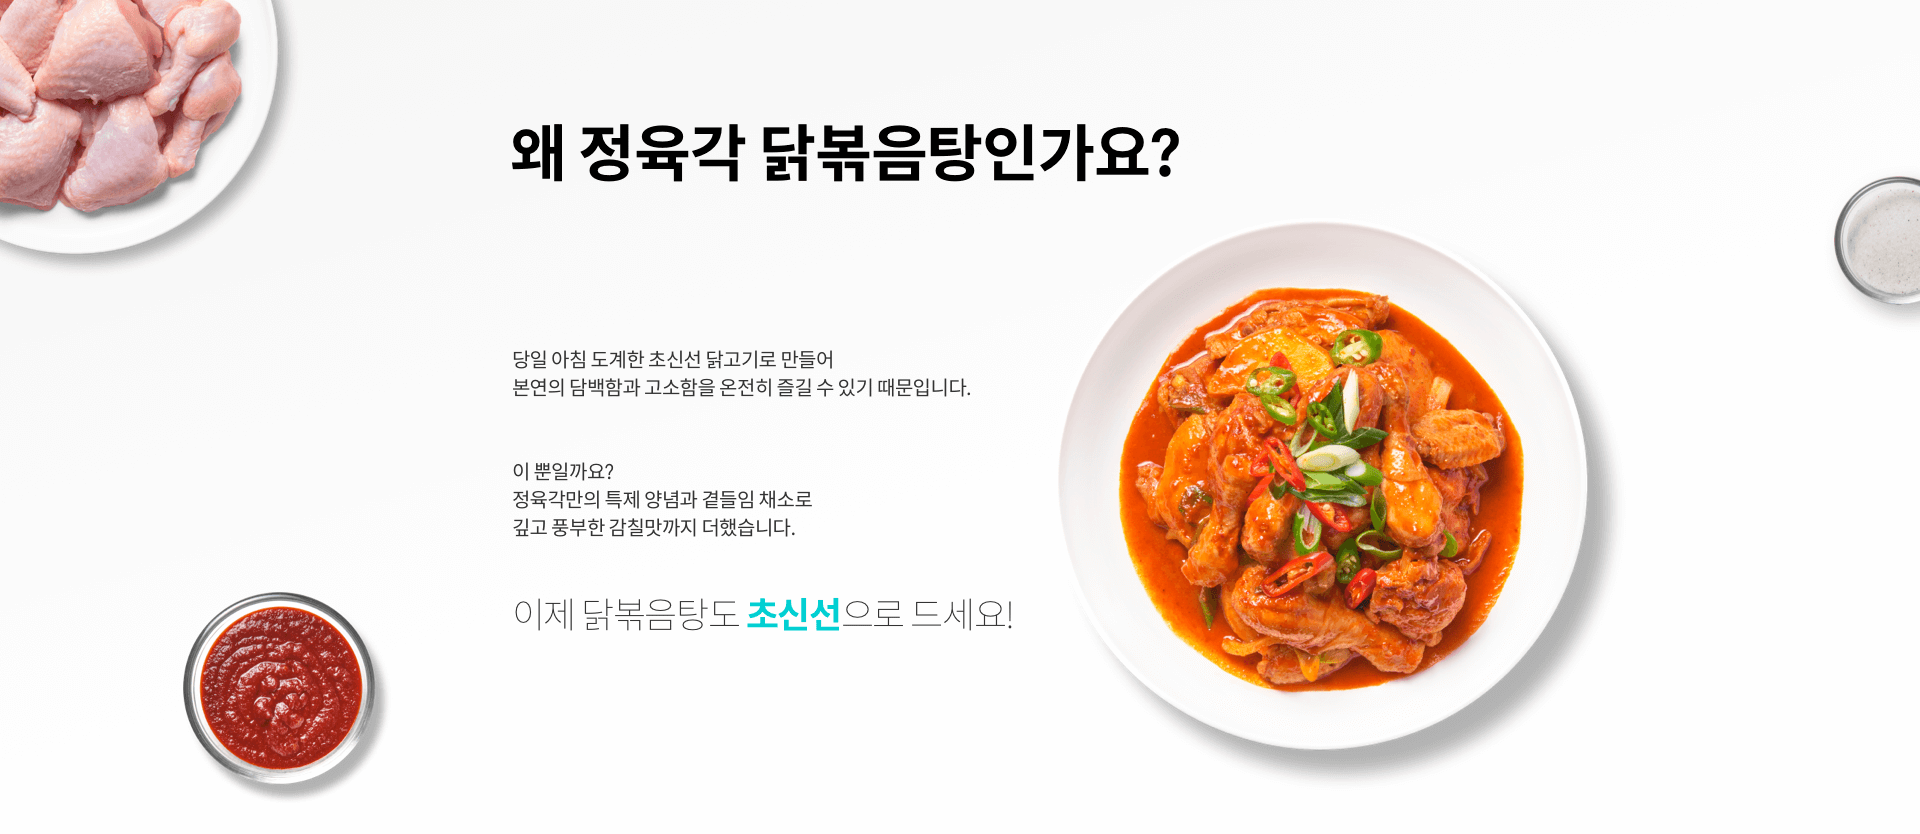 왜 정육각 닭볶음탕인가요?
당일 아침 도계한 초신선 닭고기로 만들어
본연의 담백함과 고소함을 온전히 즐길 수 있기 때문입니다.
이 뿐일까요?
정육각만의 특제 양념과 곁들임 채소로
깊고 풍부한 감칠맛까지 더했습니다.
이제 닭볶음탕도 초신선으로 드세요!